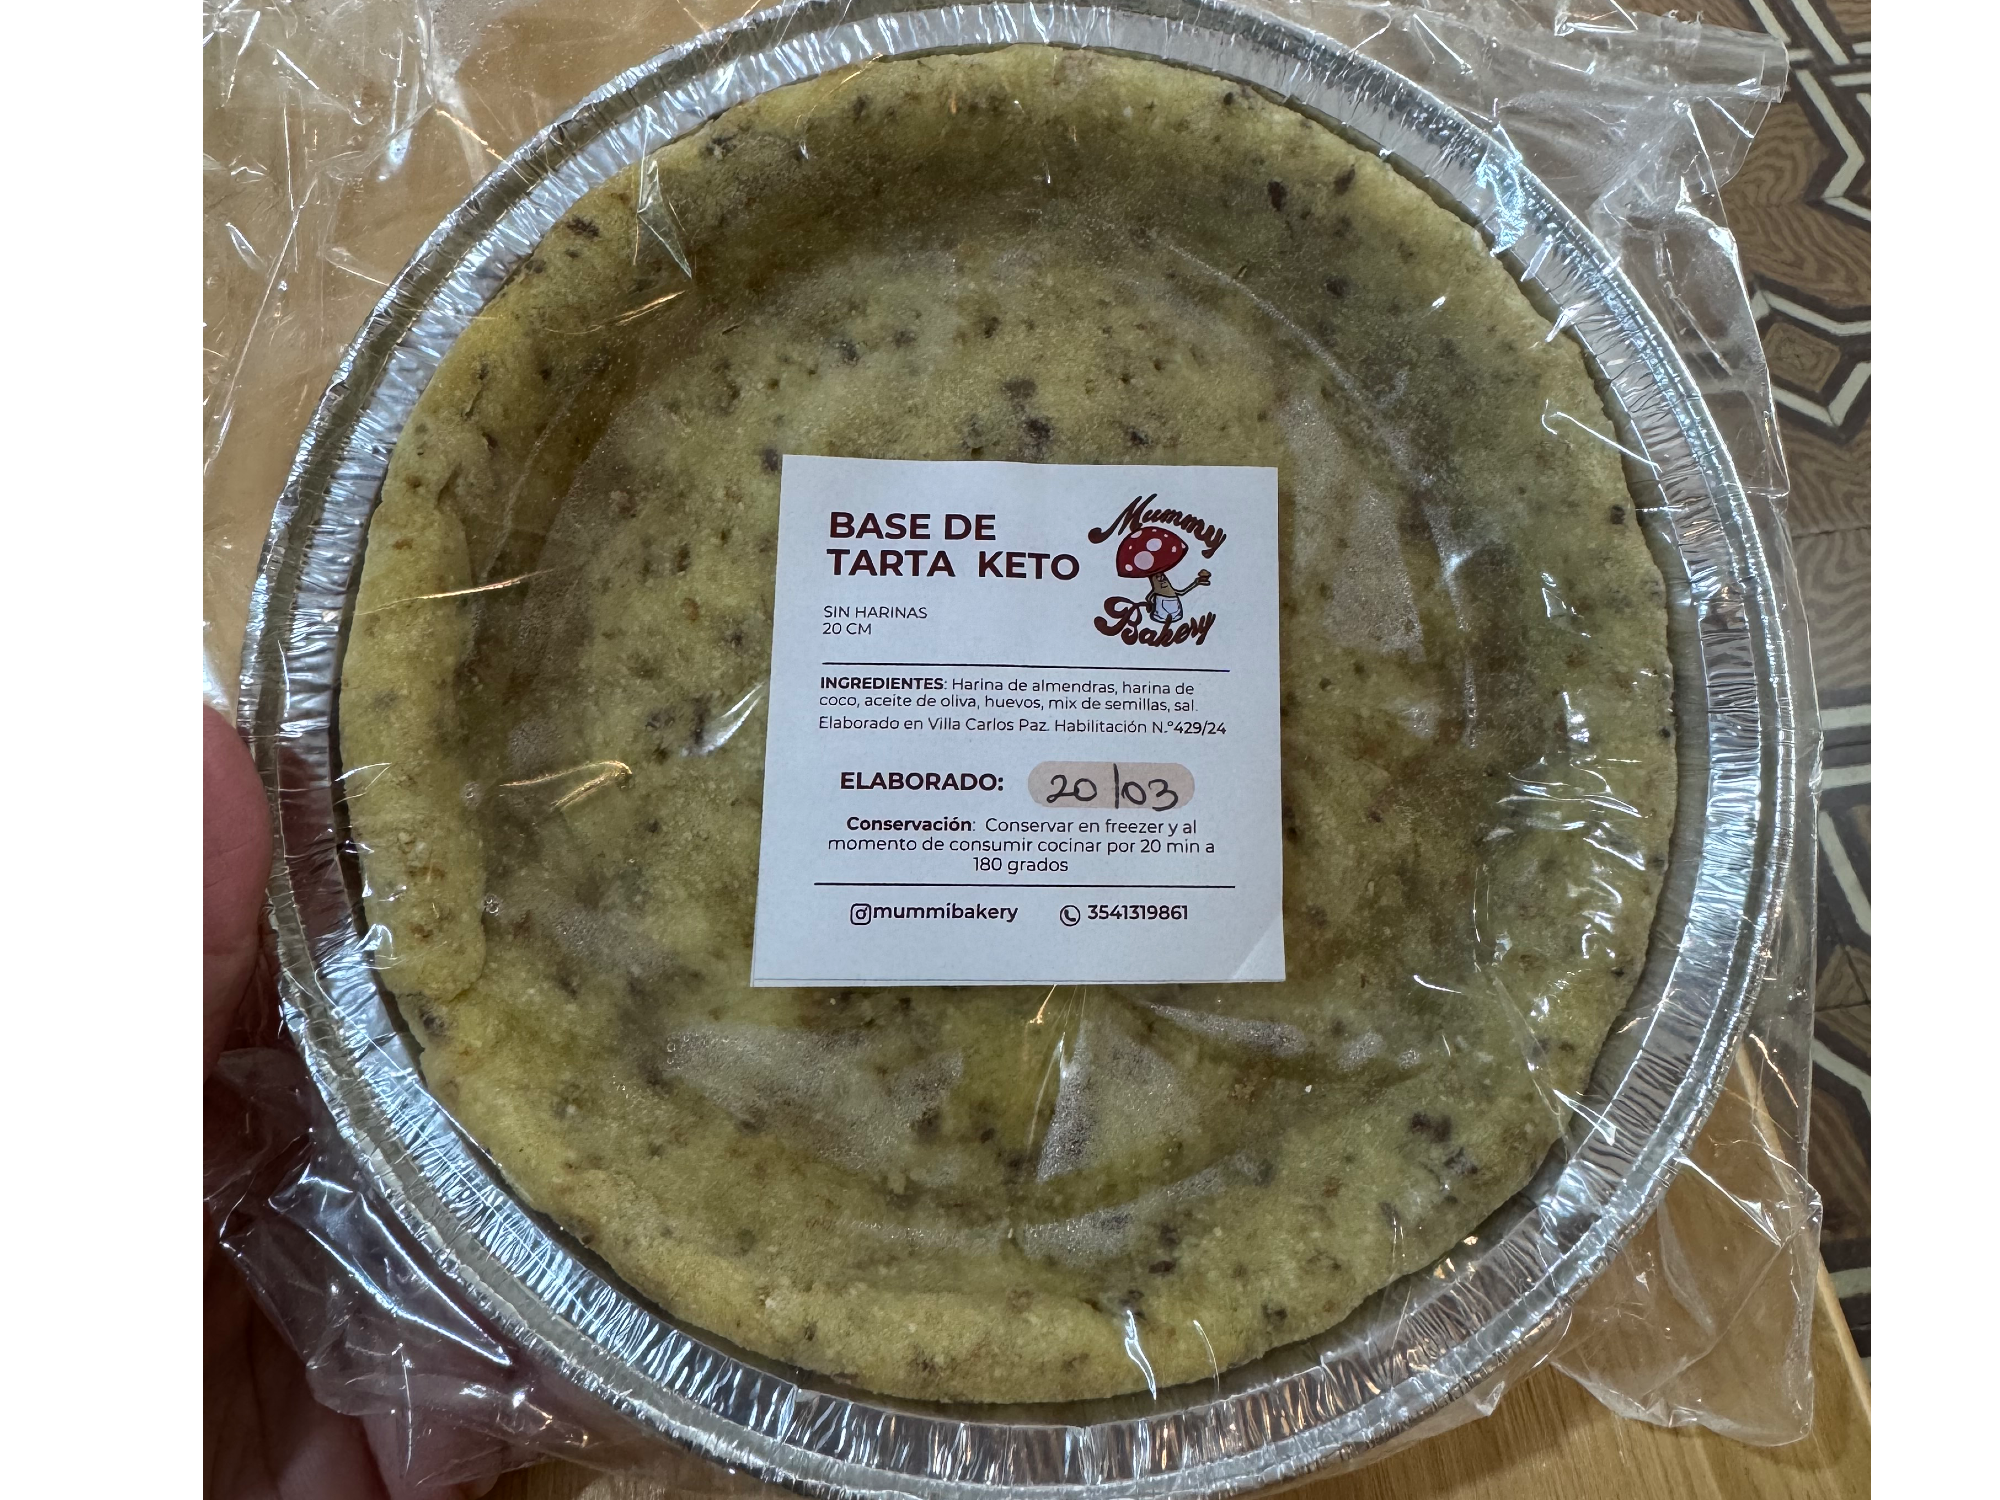 BASE DE
TARTA KETO
Mummy
Bakery
SIN HARINAS
20 CM
INGREDIENTES: Harina de almendras, harina de
coco, aceite de oliva, huevos, mix de semillas, sal.
Elaborado en Villa Carlos Paz. Habilitación N.°429/24
ELABORADO: 20/03
Conservación: Conservar en freezer y al
momento de consumir cocinar por 20 min a
180 grados
mummibakery 3541319861